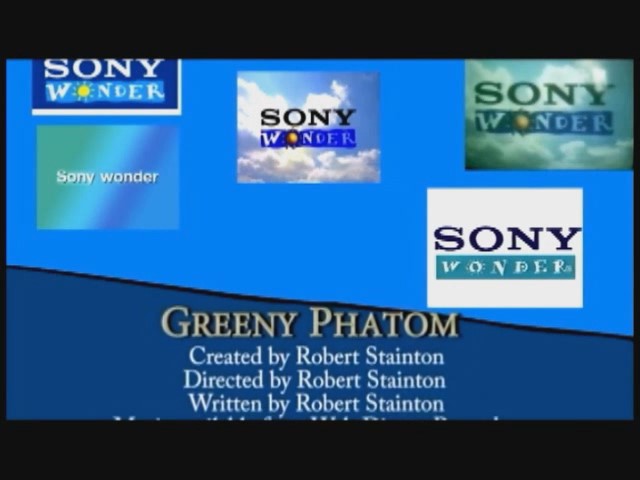 SONY
WONDER
SONY
WONDER
SONY
WONDER
Sony wonder
SONY
WONDER
GREENY PHATOM
Created by Robert Stainton
Directed by Robert Stainton
Written by Robert Stainton